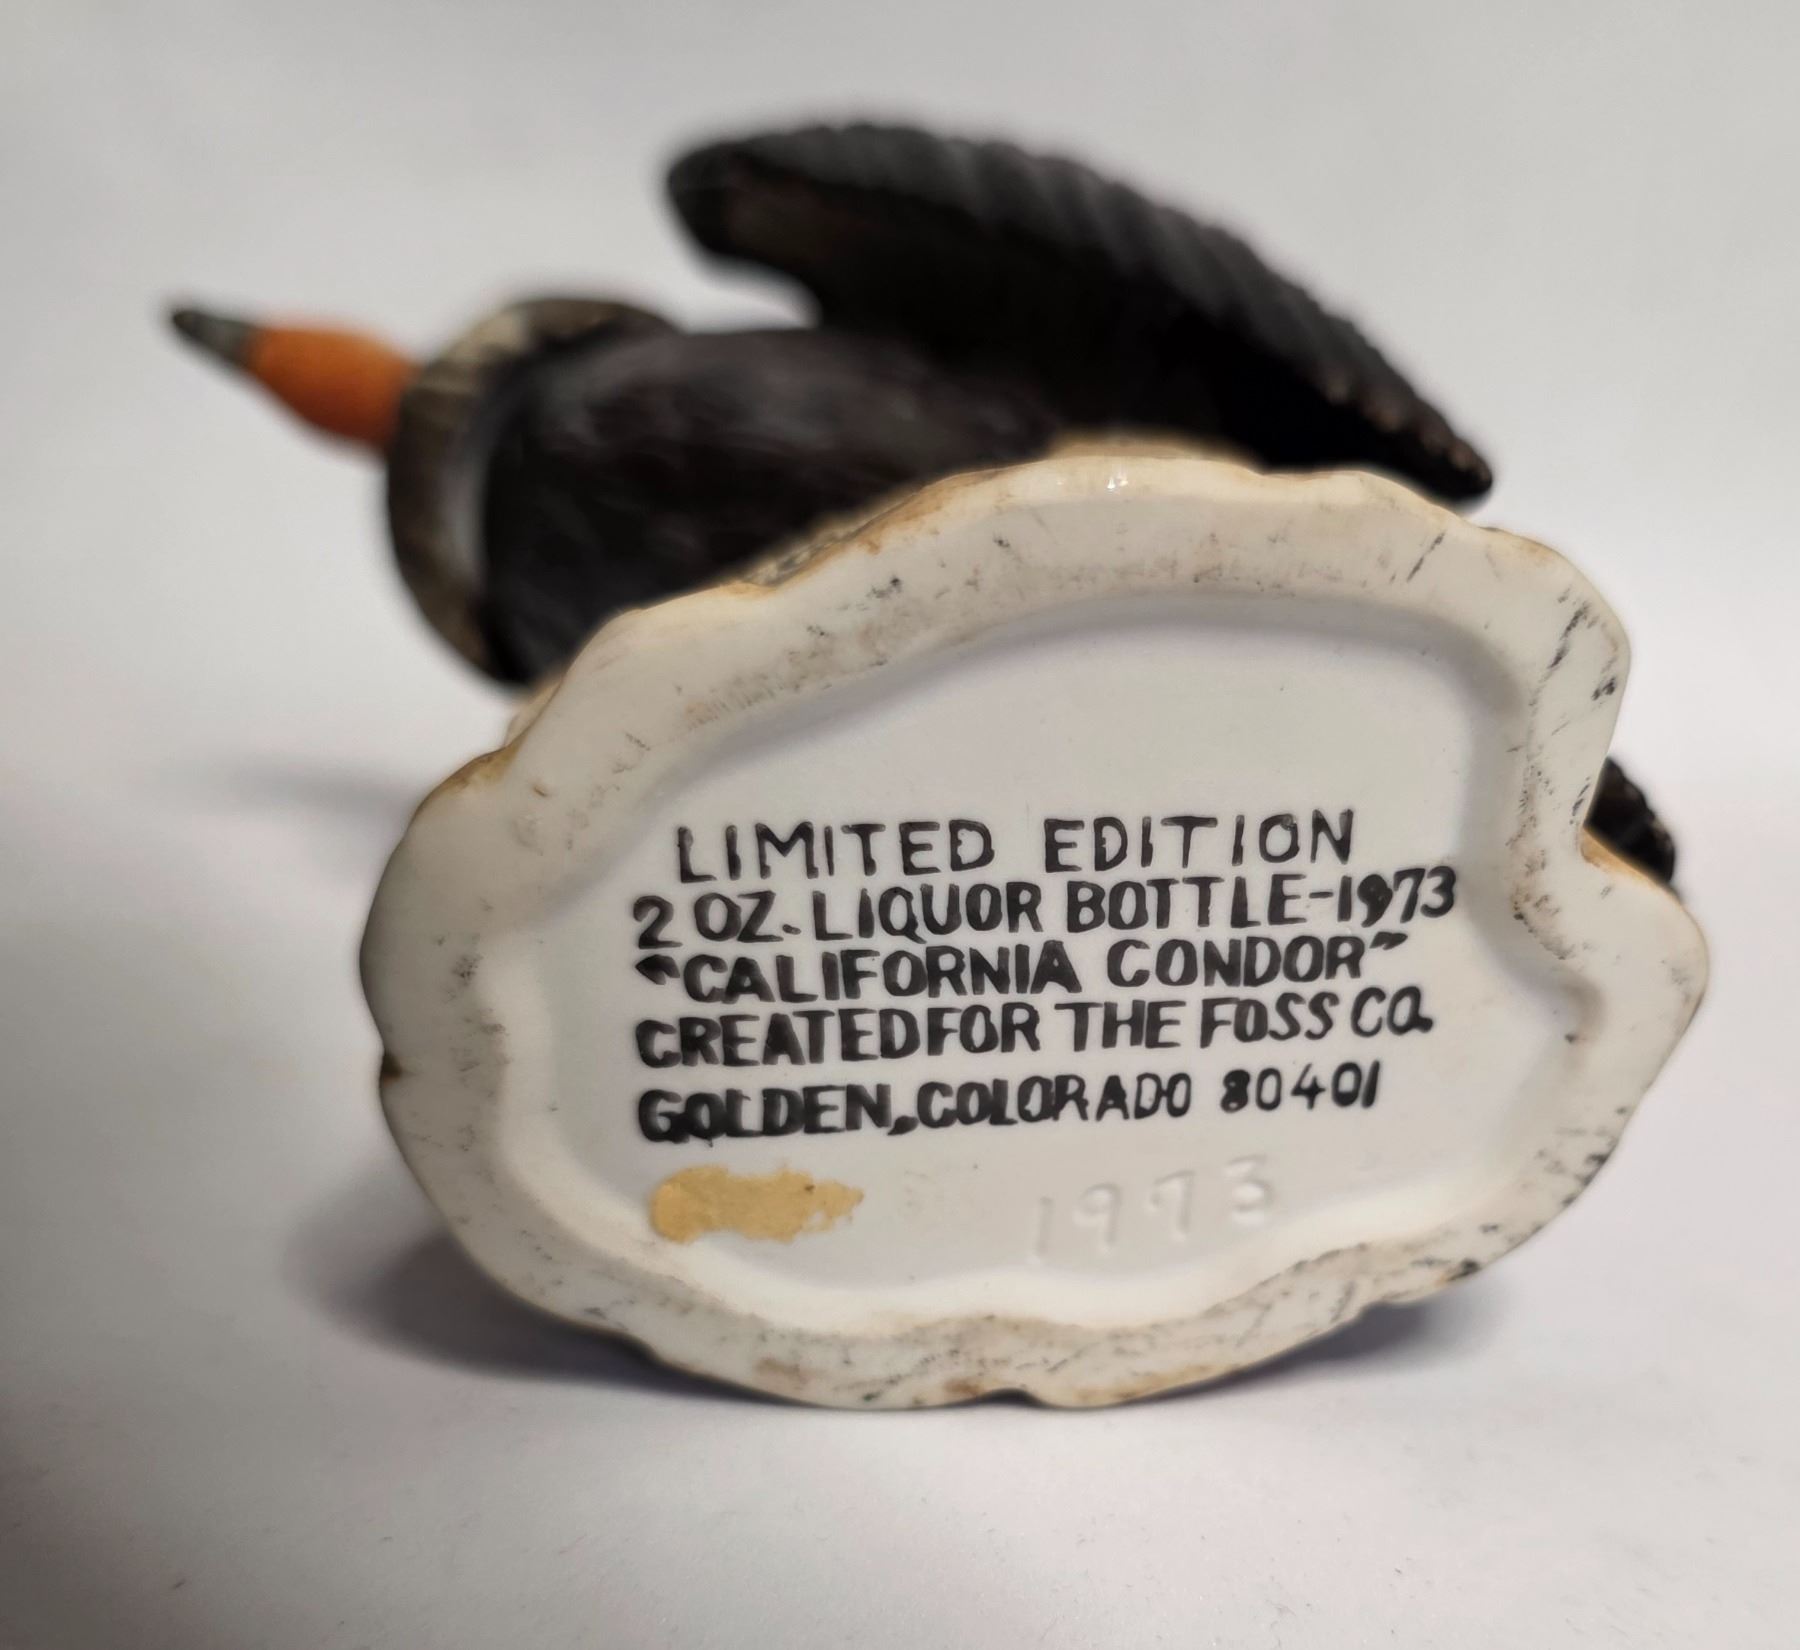 LIMITED EDITION
2 OZ. LIQUOR BOTTLE-1973
"CALIFORNIA CONDOR"
CREATED FOR THE FOSS CO.
GOLDEN, COLORADO 80401
1973